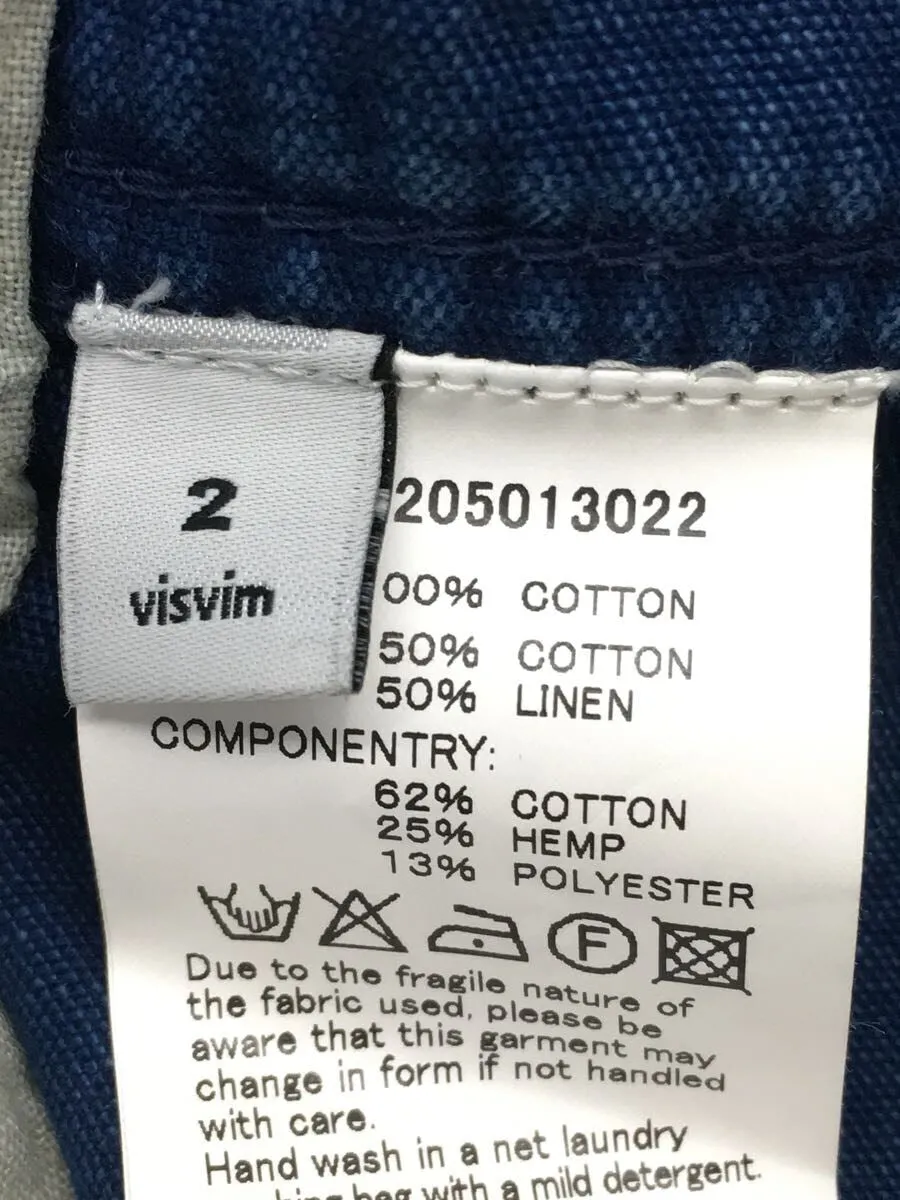 2
visvim
205013022
00% COTTON
50% COTTON
50% LINEN
COMPONENTRY:
62% COTTON
25% HEMP
13% POLYESTER
F
Due to the fragile nature of
the fabric used, please be
aware that this garment may
change in form if not handled
with care.
Hand wash in a net laundry
bag with a mild detergent.